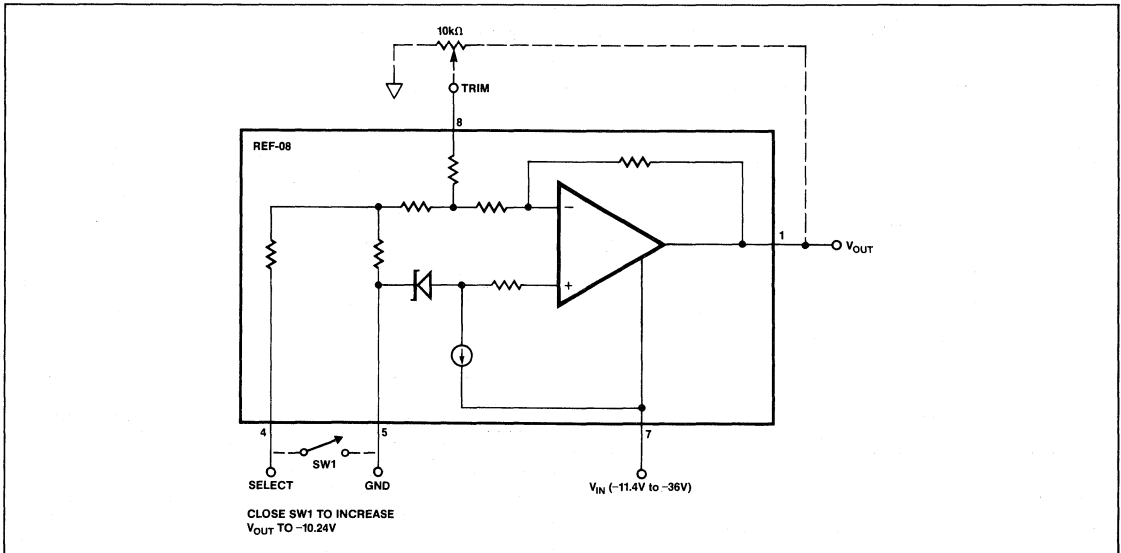 10kΩ
TRIM
8
REF-08
−
+
1
VOUT
4
5
7
SW1
SELECT
GND
VIN (−11.4V to −36V)
CLOSE SW1 TO INCREASE
VOUT TO −10.24V